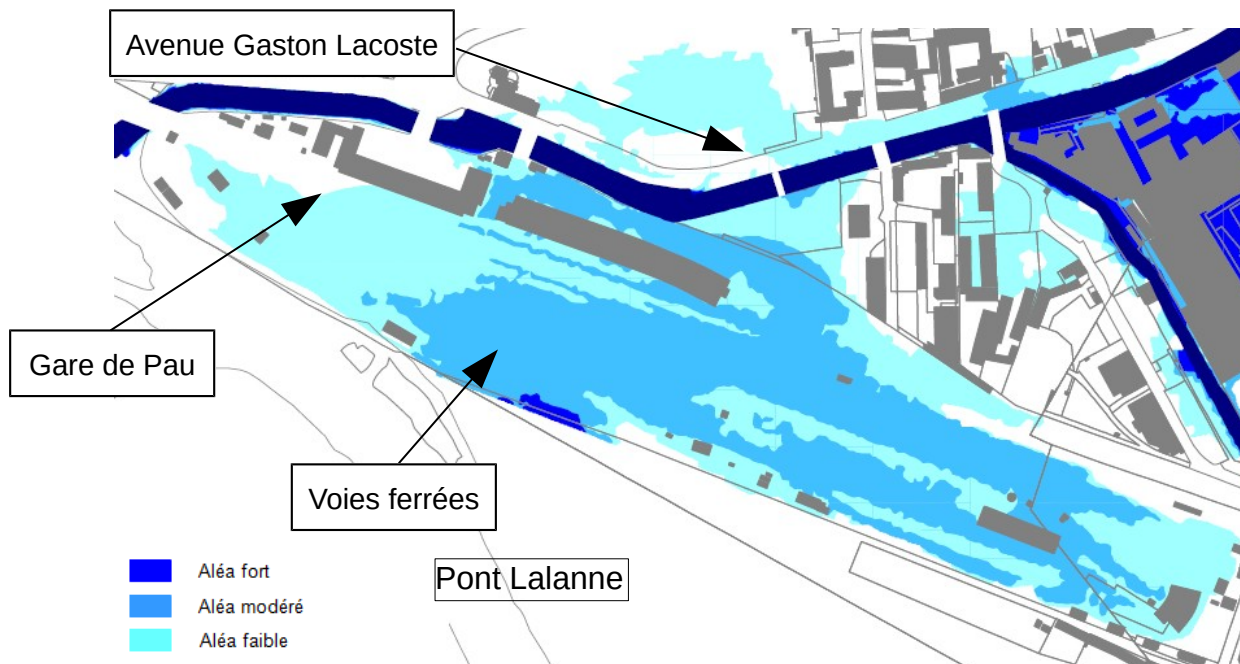 Avenue Gaston Lacoste
Gare de Pau
Voies ferrées
Pont Lalanne
Aléa fort
Aléa modéré
Aléa faible